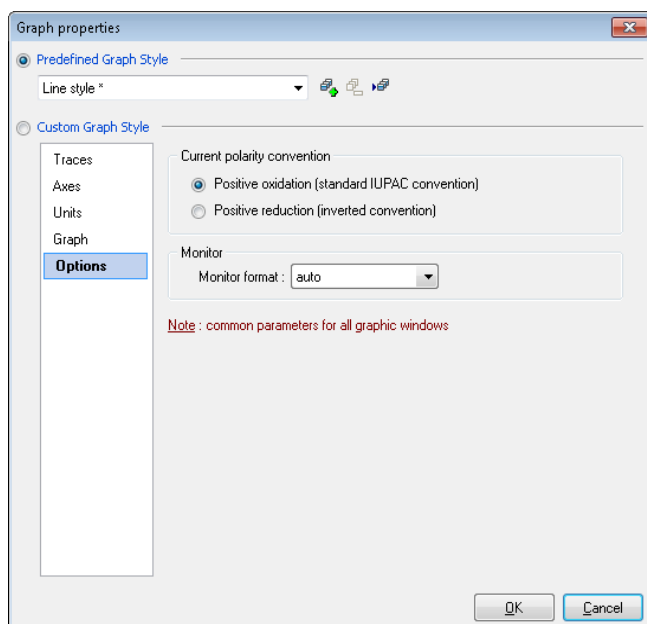 Graph properties
Predefined Graph Style
Line style *
Custom Graph Style
Traces
Axes
Units
Graph
Options
Current polarity convention
Positive oxidation (standard IUPAC convention)
Positive reduction (inverted convention)
Monitor
Monitor format : auto
Note : common parameters for all graphic windows
OK Cancel